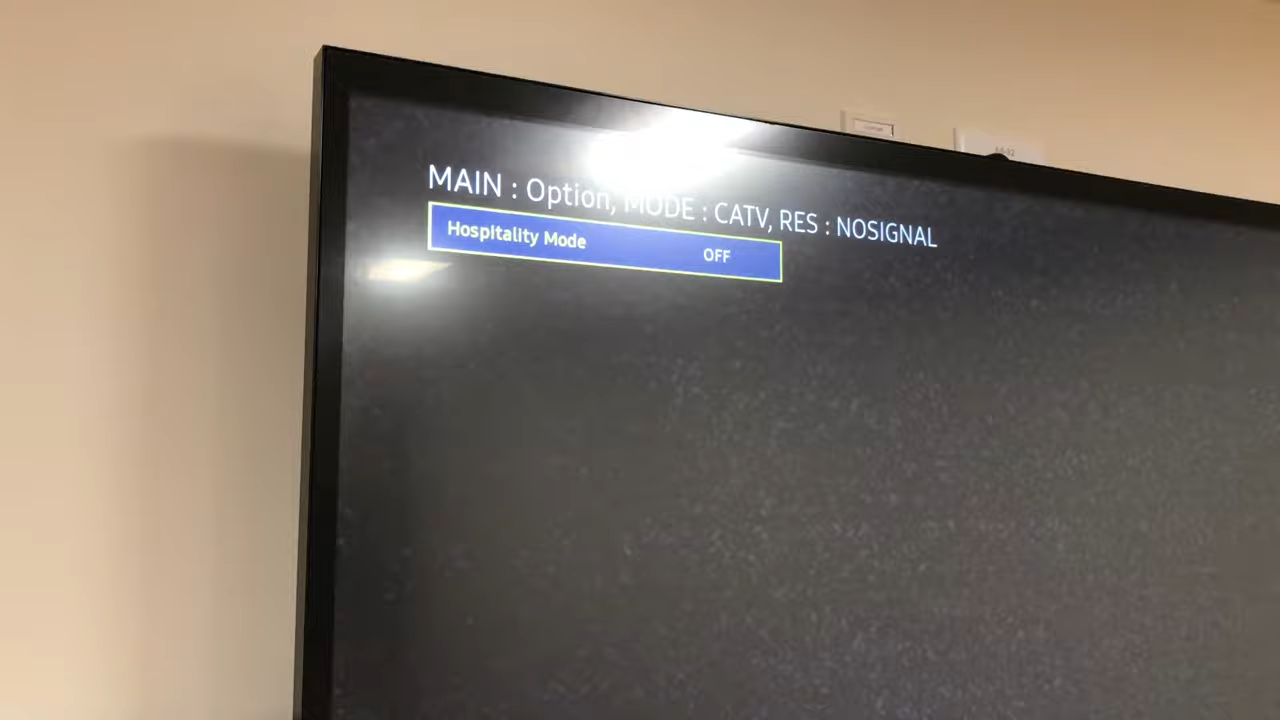 MAIN : Option, MODE : CATV, RES : NOSIGNAL
Hospitality Mode OFF